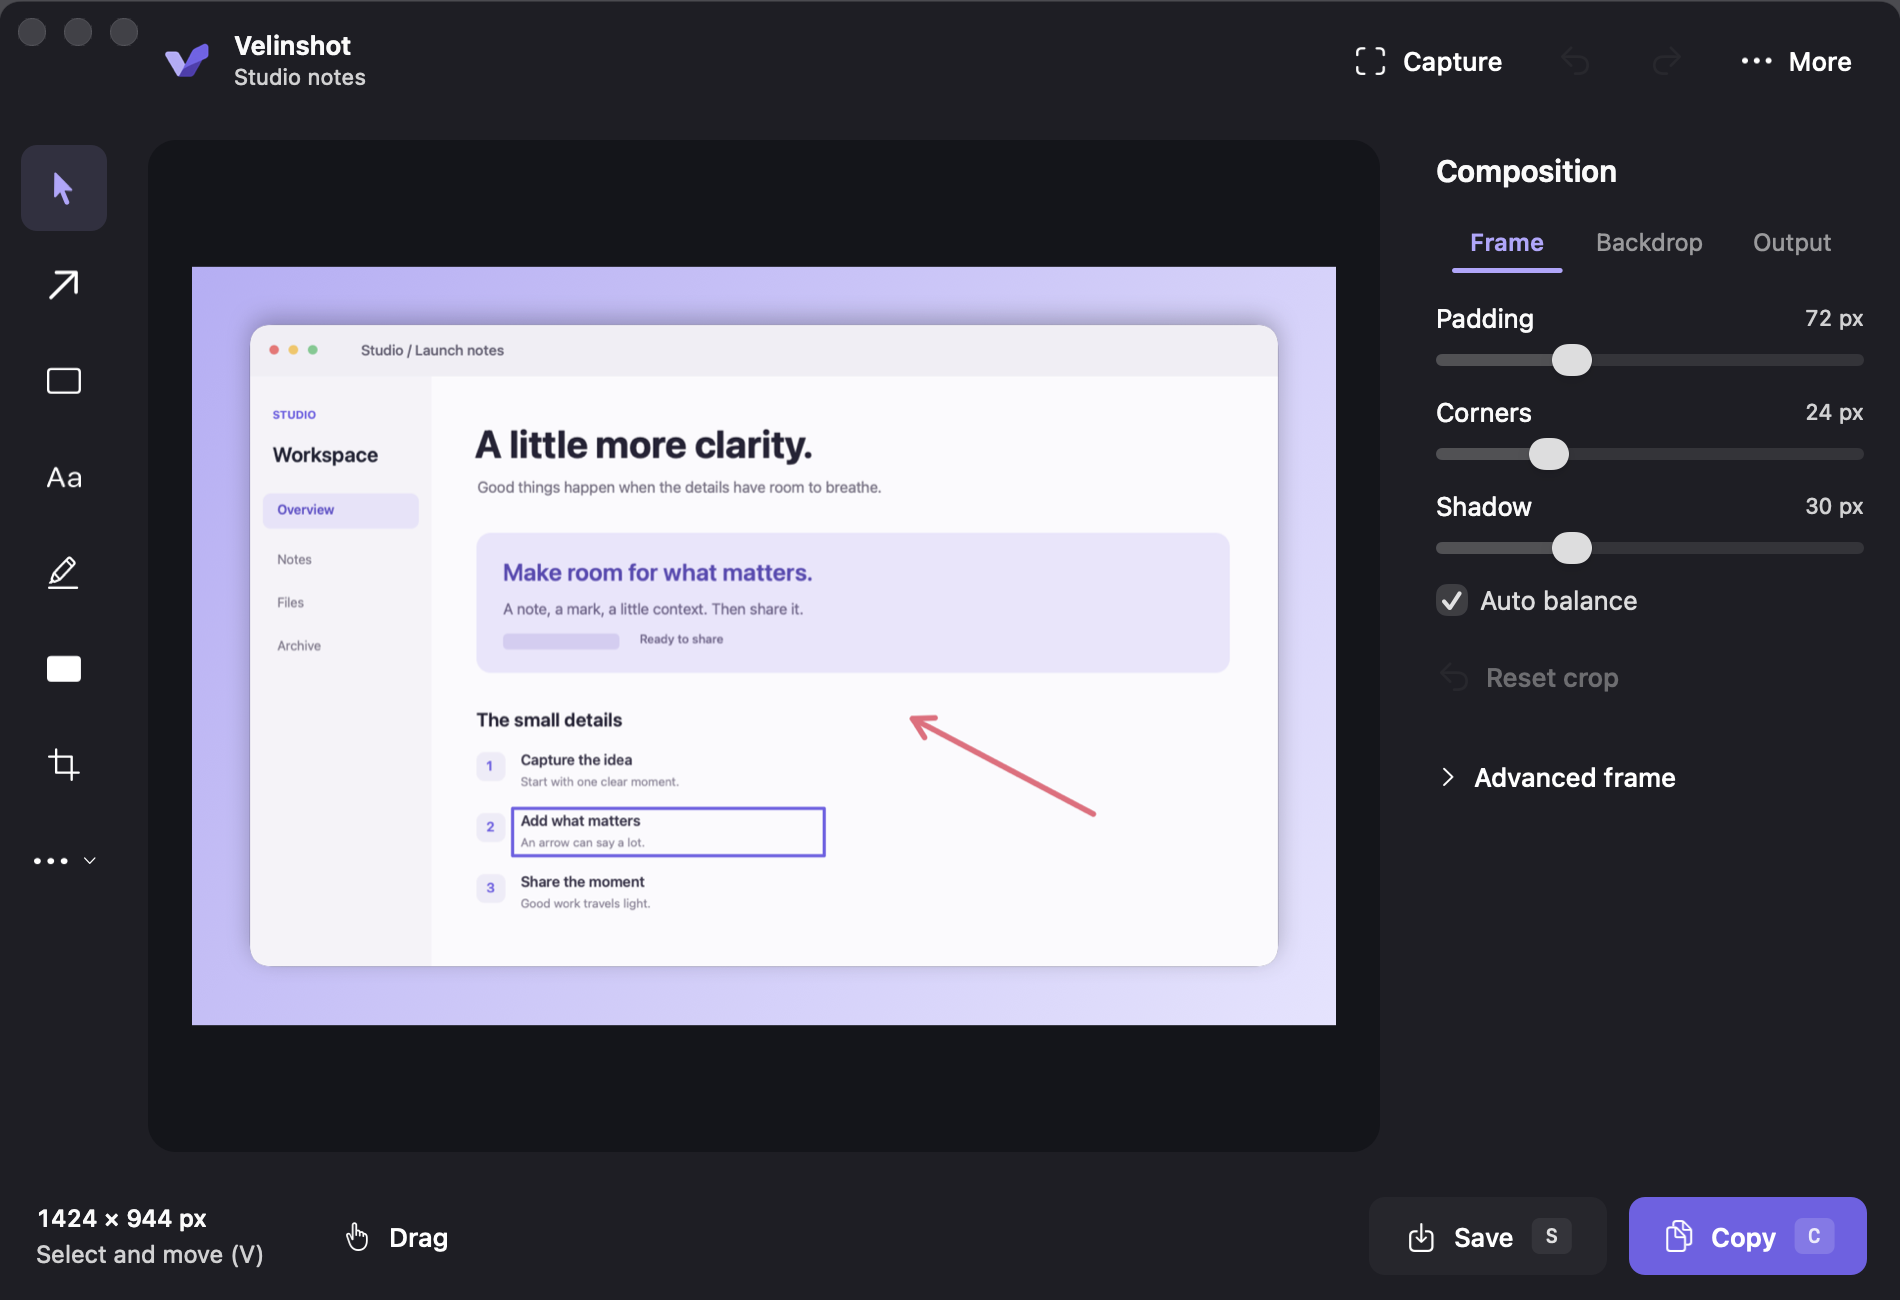 Velinshot
Studio notes
Capture
More
Studio / Launch notes
STUDIO
Workspace
Overview
Notes
Files
Archive
A little more clarity.
Good things happen when the details have room to breathe.
Make room for what matters.
A note, a mark, a little context. Then share it.
Ready to share
The small details
1
Capture the idea
Start with one clear moment.
2
Add what matters
An arrow can say a lot.
3
Share the moment
Good work travels light.
Aa
Composition
Frame Backdrop Output
Padding 72 px
Corners 24 px
Shadow 30 px
Auto balance
Reset crop
Advanced frame
1424 × 944 px
Select and move (V)
Drag
Save S
Copy C